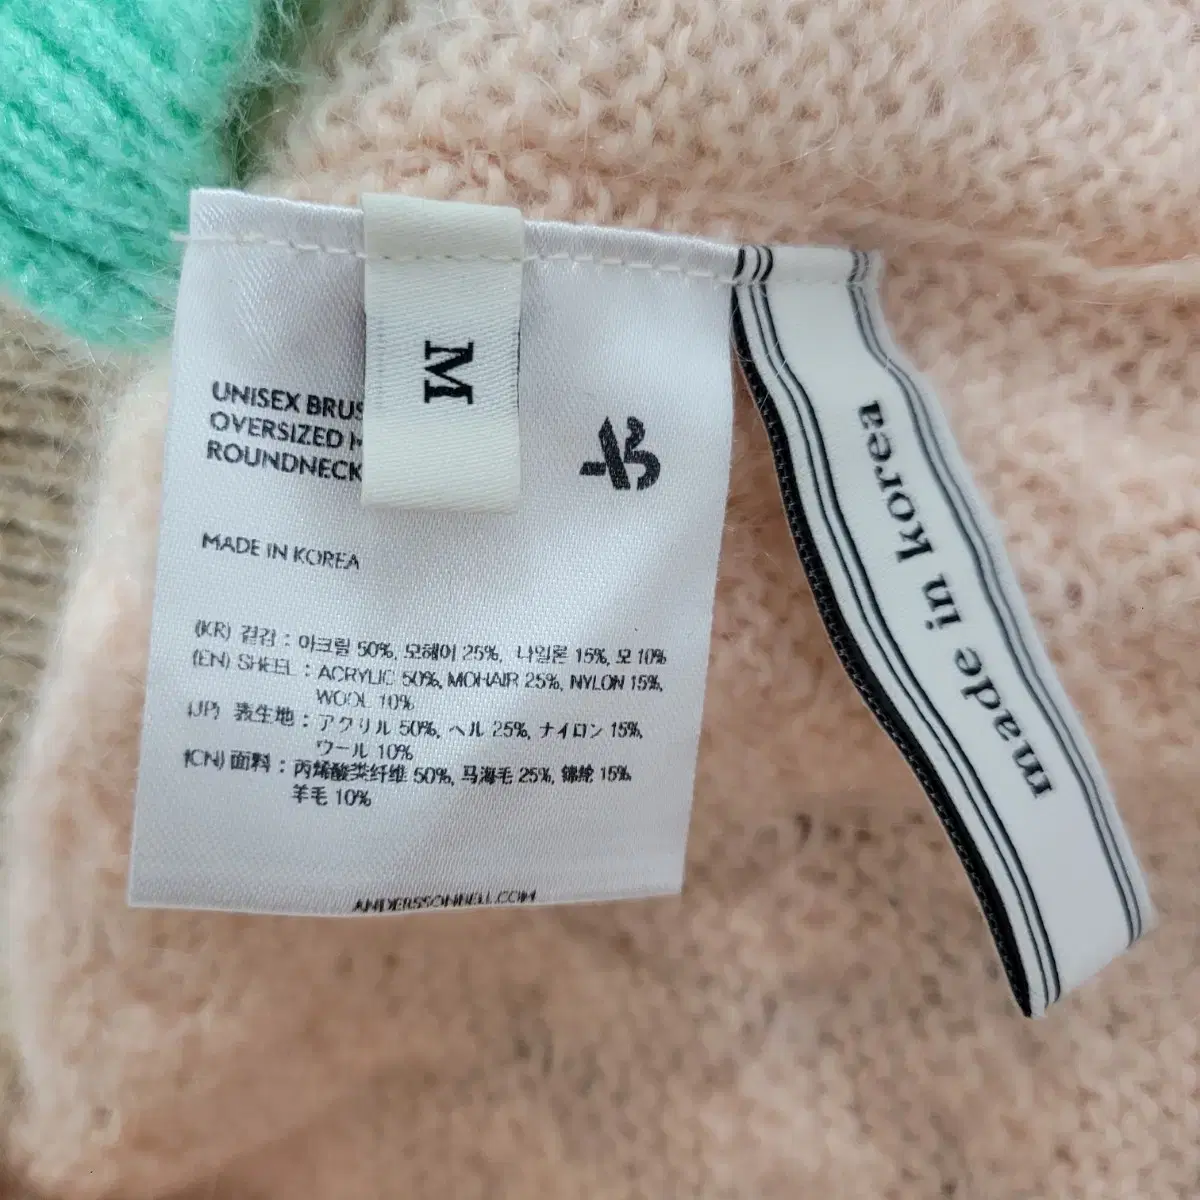 M
UNISEX
OVERSIZED
ROUNDNECK
MADE IN KOREA
(KR) 겉감 : 아크릴 50%, 모헤어 25%, 나일론 15%, 모 10%
(EN) SHEEL : ACRYLIC 50%, MOHAIR 25%, NYLON 15%,
WOOL 10%
(JP) 表生地 : アクリル 50%, ヘル 25%, ナイロン 15%,
ウール 10%
(CN) 面料 : 丙烯酸类纤维 50%, 马海毛 25%, 锦纶 15%,
羊毛 10%
ANDERSSONBELL.COM
made in korea